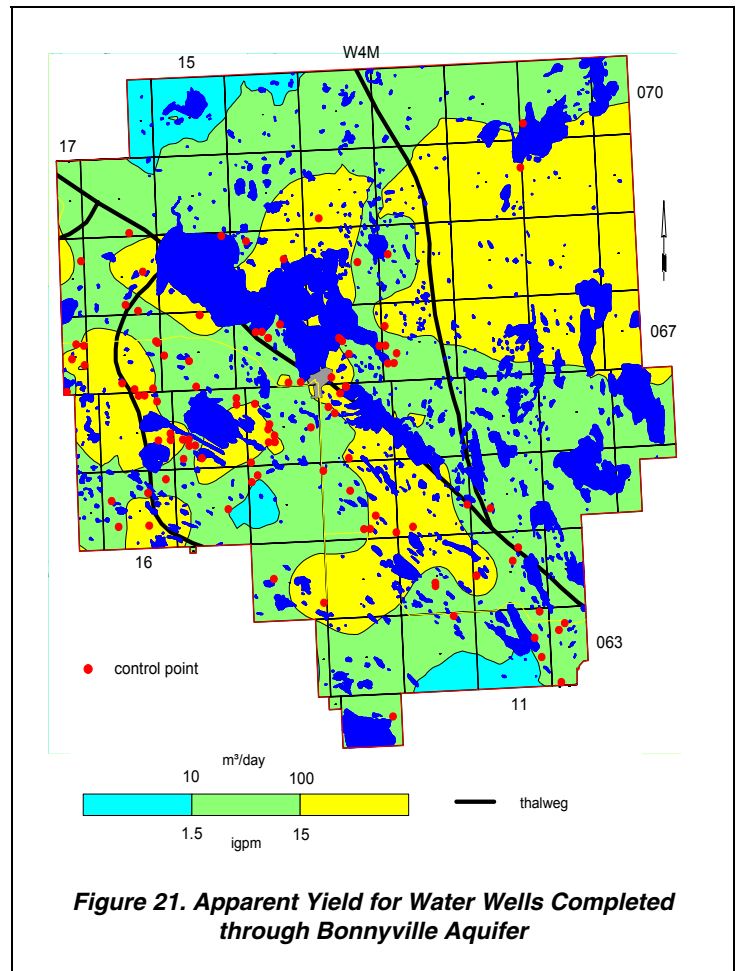 W4M
15
070
17
067
16
063
control point
11
m³/day
10 100
thalweg
1.5 15
igpm
Figure 21. Apparent Yield for Water Wells Completed
through Bonnyville Aquifer